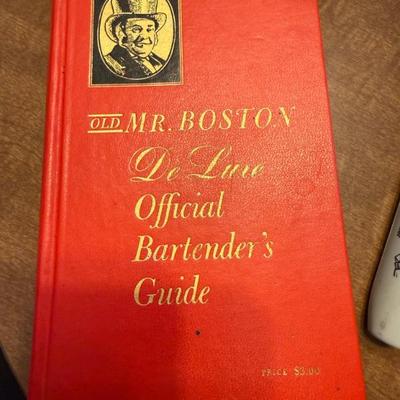 OLD MR. BOSTON
De Luxe
Official
Bartender's
Guide
PRICE $3.00